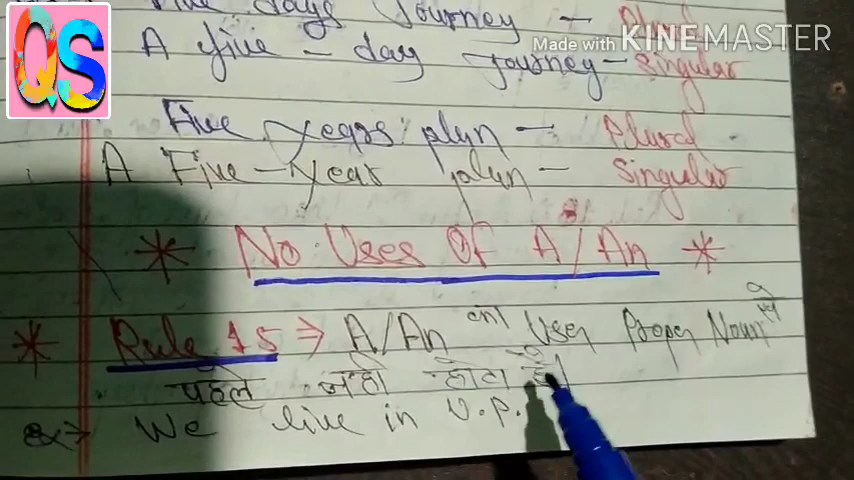 QS
Made with KINEMASTER
Five days Journey - Plural
A five - day Journey - Singular
Five Years plan - Plural
A Five - Year plan - Singular
* No Uses Of A/An *
* Rule 15 ⇒ A/An का User Proper Noun से
पहले नहीं होता है।
Ex⇒ We live in U.P.